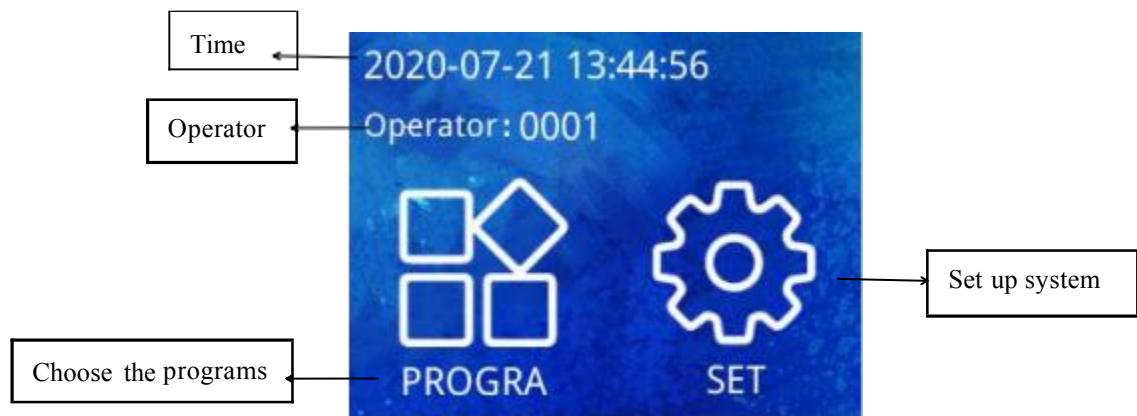 Time
2020-07-21 13:44:56
Operator
Operator: 0001
Set up system
Choose the programs
PROGRA
SET